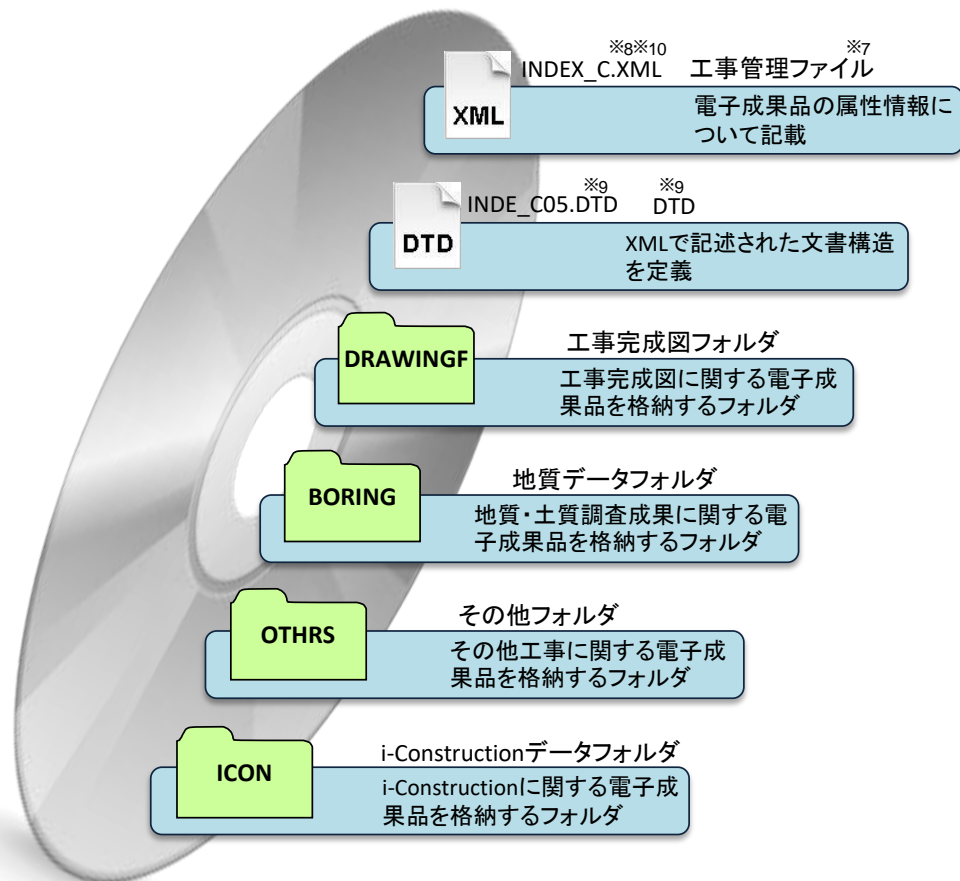 ※8※10 ※7
INDEX_C.XML 工事管理ファイル
XML
電子成果品の属性情報に
ついて記載
※9 ※9
INDE_C05.DTD DTD
DTD
XMLで記述された文書構造
を定義
工事完成図フォルダ
DRAWINGF
工事完成図に関する電子成
果品を格納するフォルダ
地質データフォルダ
BORING
地質・土質調査成果に関する電
子成果品を格納するフォルダ
その他フォルダ
OTHRS
その他工事に関する電子成
果品を格納するフォルダ
i-Constructionデータフォルダ
ICON
i-Constructionに関する電子成
果品を格納するフォルダ